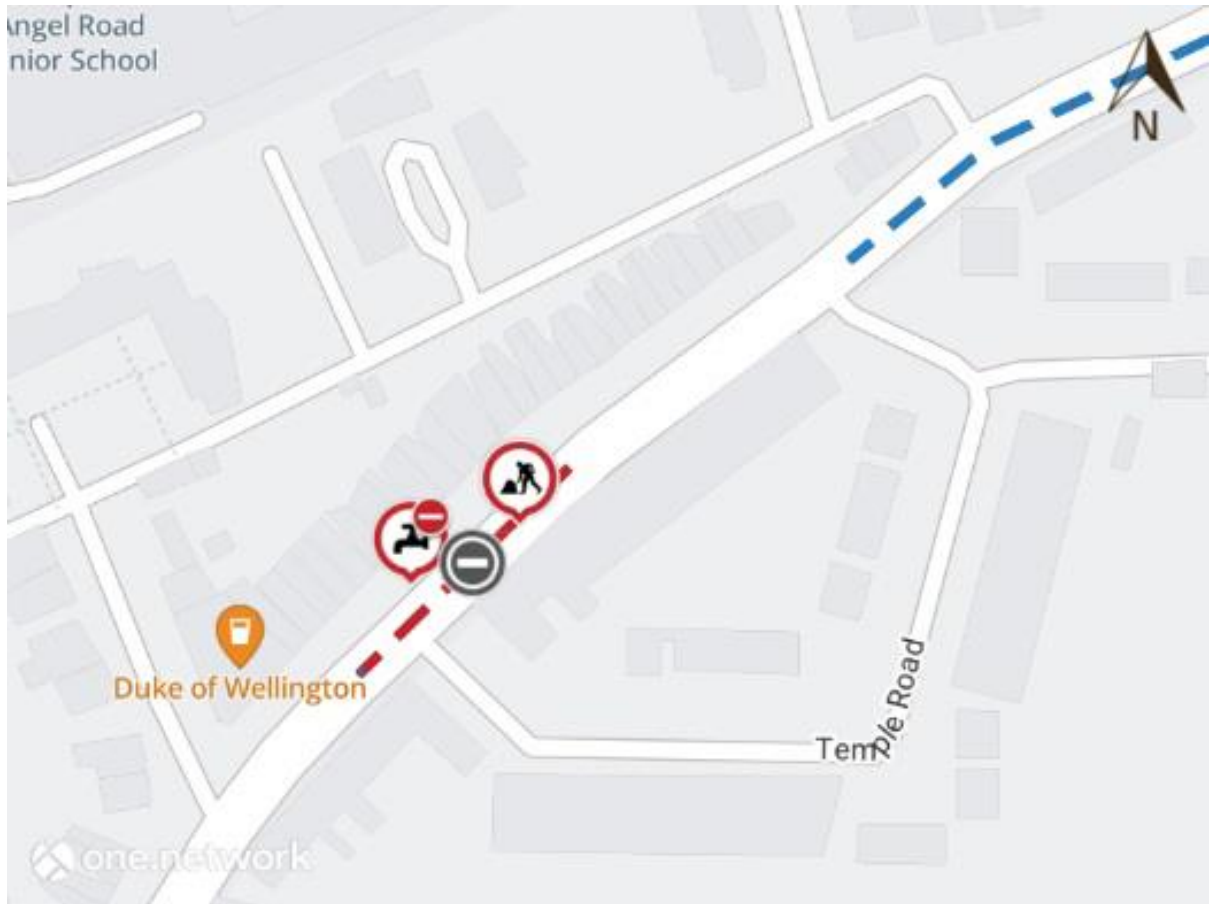 Angel Road
nior School
N
Duke of Wellington
Temple Road
one.network